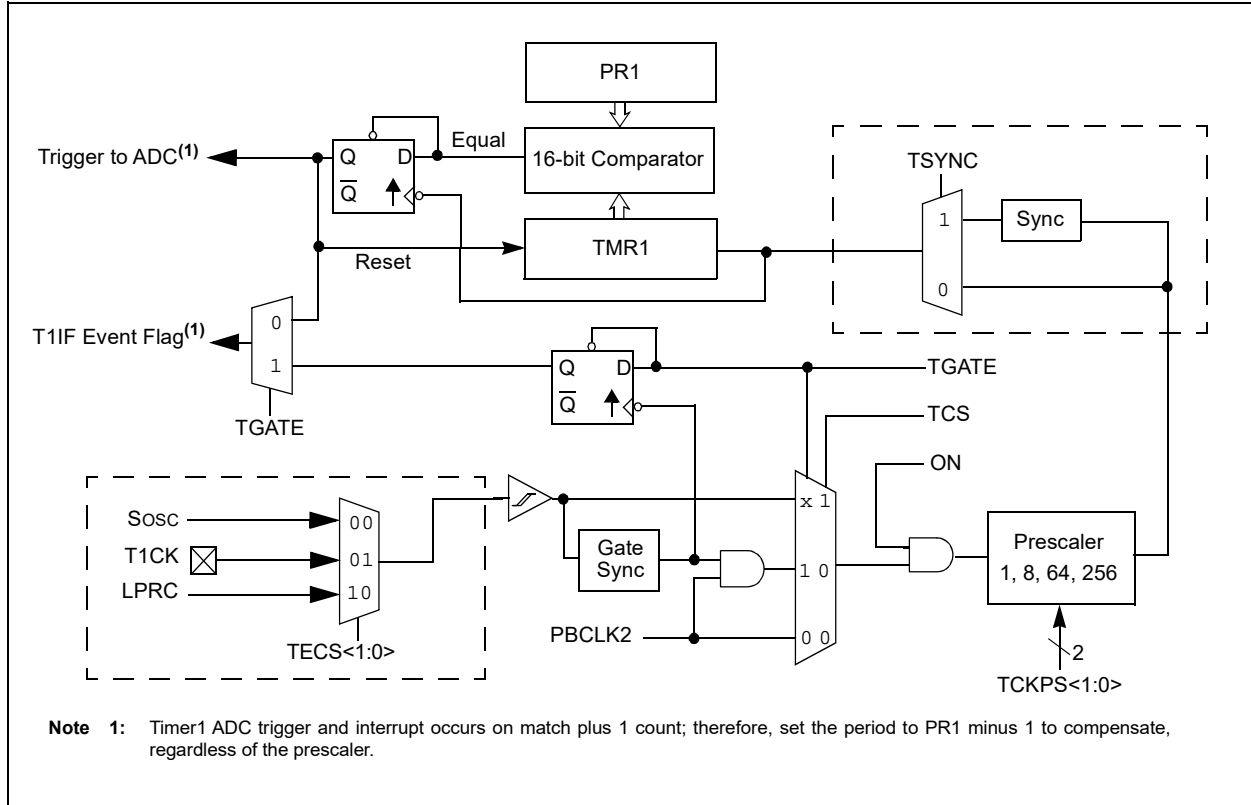 PR1
Trigger to ADC(1)
Q
D
Q
Equal
16-bit Comparator
TSYNC
1
Sync
0
Reset
TMR1
T1IF Event Flag(1)
0
1
TGATE
Q
D
Q
TGATE
TCS
ON
SOSC
T1CK
LPRC
00
01
10
TECS<1:0>
Gate
Sync
PBCLK2
x 1
1 0
0 0
Prescaler
1, 8, 64, 256
2
TCKPS<1:0>
Note 1: Timer1 ADC trigger and interrupt occurs on match plus 1 count; therefore, set the period to PR1 minus 1 to compensate,
regardless of the prescaler.